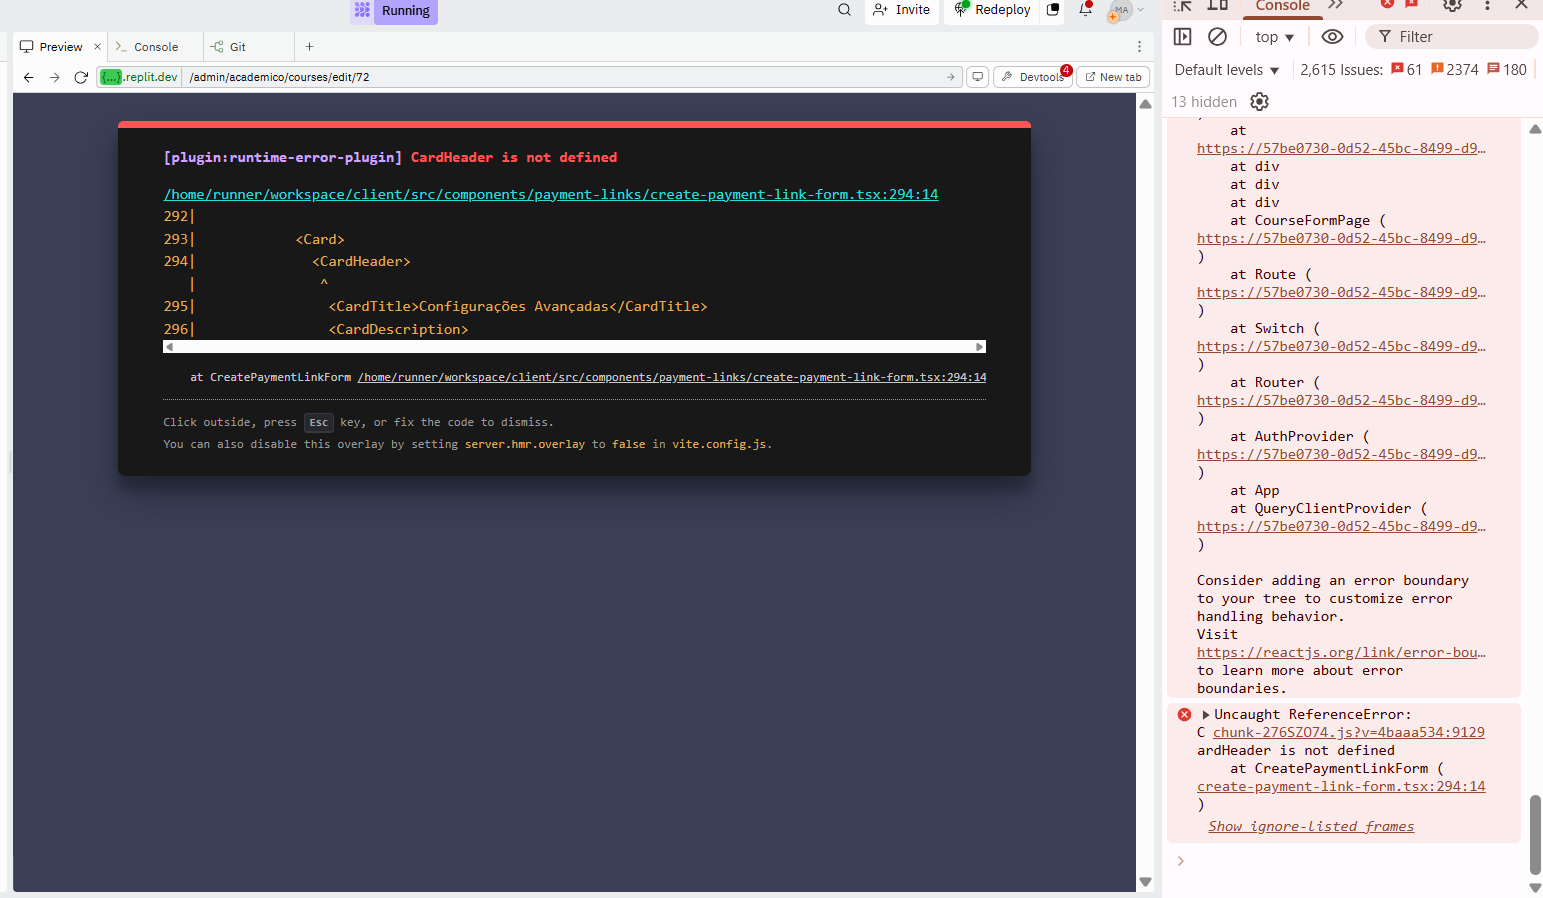 Running
Invite
Redeploy
MA
Preview
Console
Git
{...}.replit.dev
/admin/academico/courses/edit/72
Devtools
4
New tab
[plugin:runtime-error-plugin] CardHeader is not defined
/home/runner/workspace/client/src/components/payment-links/create-payment-link-form.tsx:294:14
292|
293|            <Card>
294|              <CardHeader>
|               ^
295|                <CardTitle>Configurações Avançadas</CardTitle>
296|                <CardDescription>
at CreatePaymentLinkForm /home/runner/workspace/client/src/components/payment-links/create-payment-link-form.tsx:294:14
Click outside, press Esc key, or fix the code to dismiss.
You can also disable this overlay by setting server.hmr.overlay to false in vite.config.js.
Console
top
Filter
Default levels
2,615 Issues: 61 2374 180
13 hidden
at
https://57be0730-0d52-45bc-8499-d9…
at div
at div
at div
at CourseFormPage (
https://57be0730-0d52-45bc-8499-d9…
)
at Route (
https://57be0730-0d52-45bc-8499-d9…
)
at Switch (
https://57be0730-0d52-45bc-8499-d9…
)
at Router (
https://57be0730-0d52-45bc-8499-d9…
)
at AuthProvider (
https://57be0730-0d52-45bc-8499-d9…
)
at App
at QueryClientProvider (
https://57be0730-0d52-45bc-8499-d9…
)
Consider adding an error boundary
to your tree to customize error
handling behavior.
Visit
https://reactjs.org/link/error-bou…
to learn more about error
boundaries.
Uncaught ReferenceError:
C chunk-276SZO74.js?v=4baaa534:9129
ardHeader is not defined
at CreatePaymentLinkForm (
create-payment-link-form.tsx:294:14
)
Show ignore-listed frames